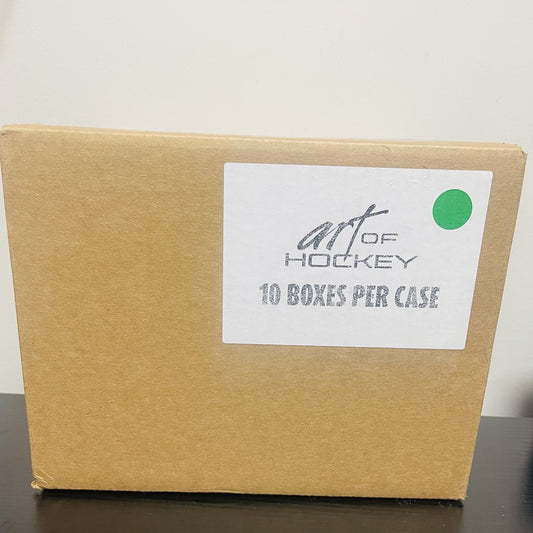 art OF
HOCKEY
10 BOXES PER CASE